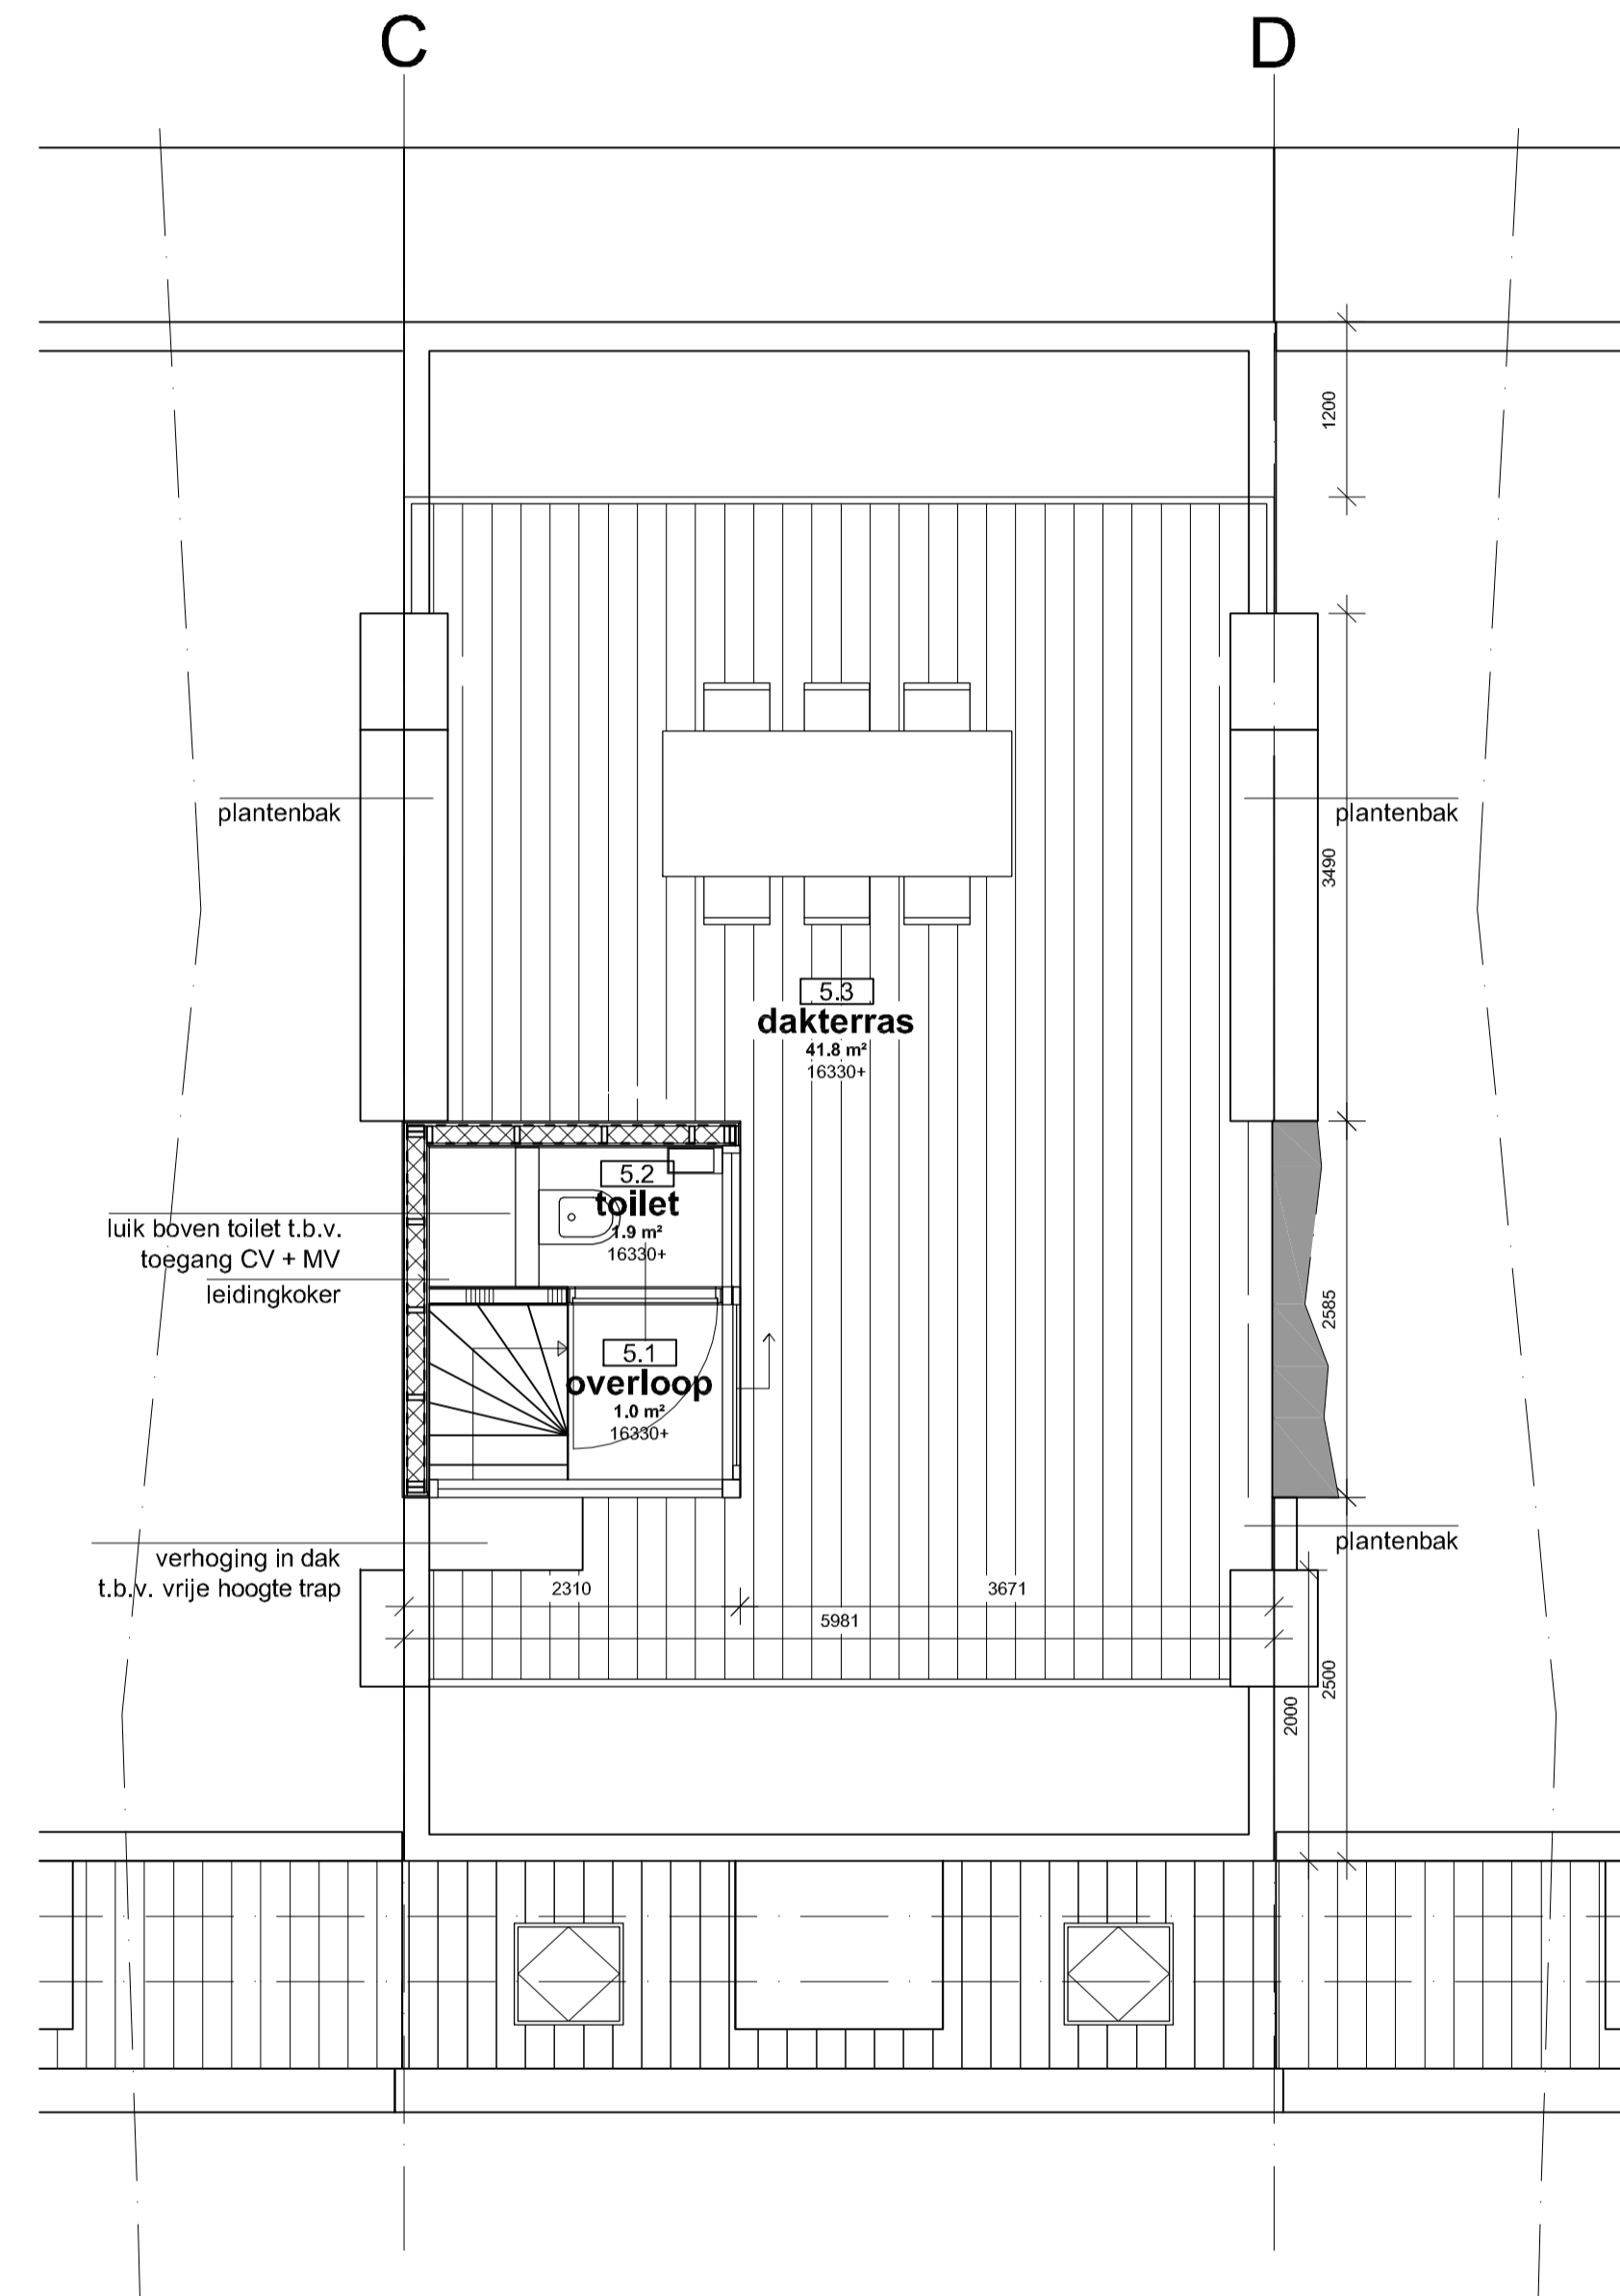 C
D
1200
plantenbak
plantenbak
3490
5.3
dakterras
41.8 m²
16330+
5.2
toilet
1.9 m²
16330+
luik boven toilet t.b.v.
toegang CV + MV
leidingkoker
2585
5.1
overloop
1.0 m²
16330+
plantenbak
verhoging in dak
t.b.v. vrije hoogte trap
2310
3671
5981
2500
2000